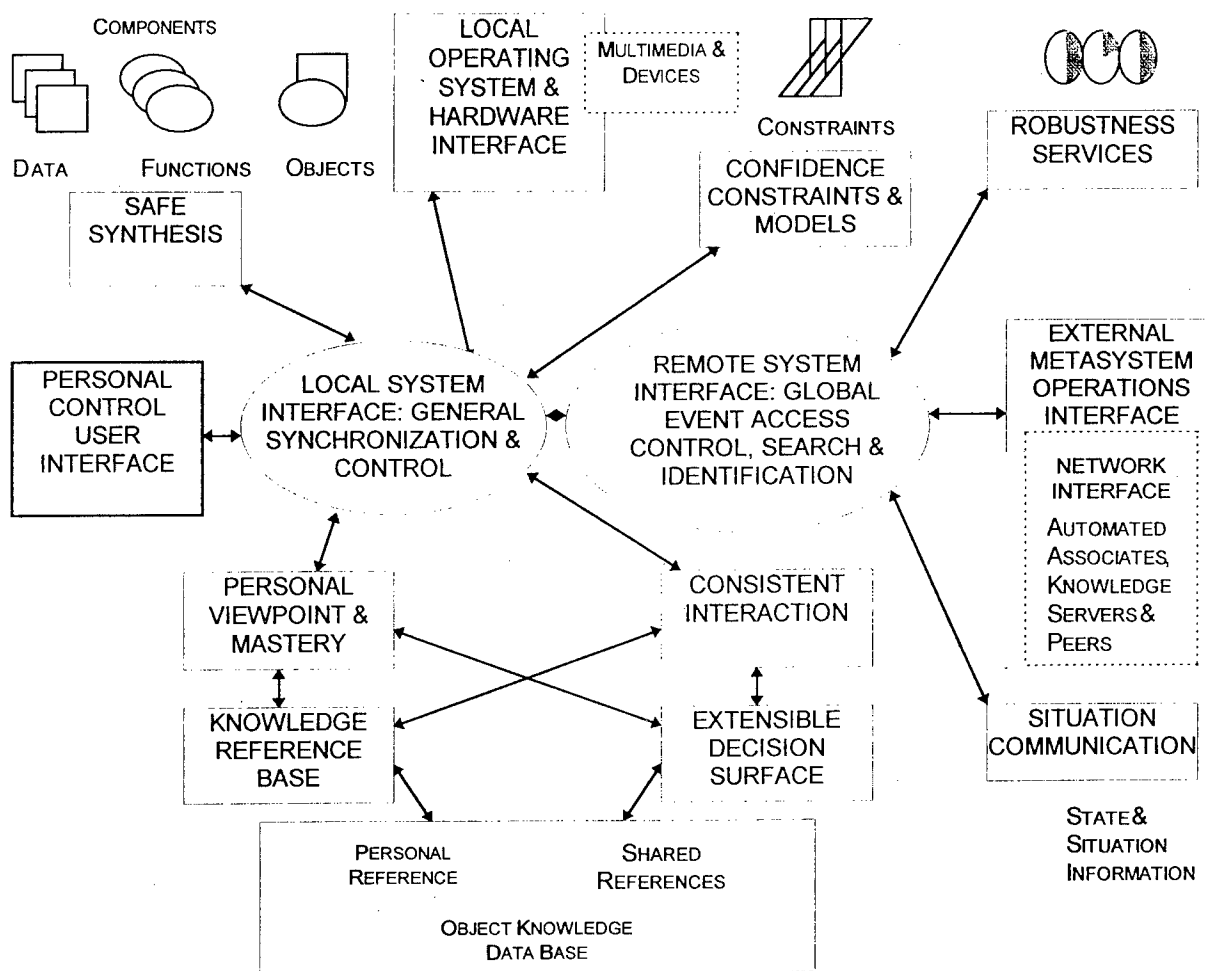 COMPONENTS
DATA
FUNCTIONS
OBJECTS
LOCAL
OPERATING
SYSTEM &
HARDWARE
INTERFACE
MULTIMEDIA &
DEVICES
CONSTRAINTS
CONFIDENCE
CONSTRAINTS &
MODELS
ROBUSTNESS
SERVICES
SAFE
SYNTHESIS
PERSONAL
CONTROL
USER
INTERFACE
LOCAL SYSTEM
INTERFACE: GENERAL
SYNCHRONIZATION &
CONTROL
REMOTE SYSTEM
INTERFACE: GLOBAL
EVENT ACCESS
CONTROL, SEARCH &
IDENTIFICATION
EXTERNAL
METASYSTEM
OPERATIONS
INTERFACE
NETWORK
INTERFACE
AUTOMATED
ASSOCIATES,
KNOWLEDGE
SERVERS &
PEERS
PERSONAL
VIEWPOINT &
MASTERY
CONSISTENT
INTERACTION
KNOWLEDGE
REFERENCE
BASE
EXTENSIBLE
DECISION
SURFACE
SITUATION
COMMUNICATION
STATE &
SITUATION
INFORMATION
PERSONAL
REFERENCE
SHARED
REFERENCES
OBJECT KNOWLEDGE
DATA BASE